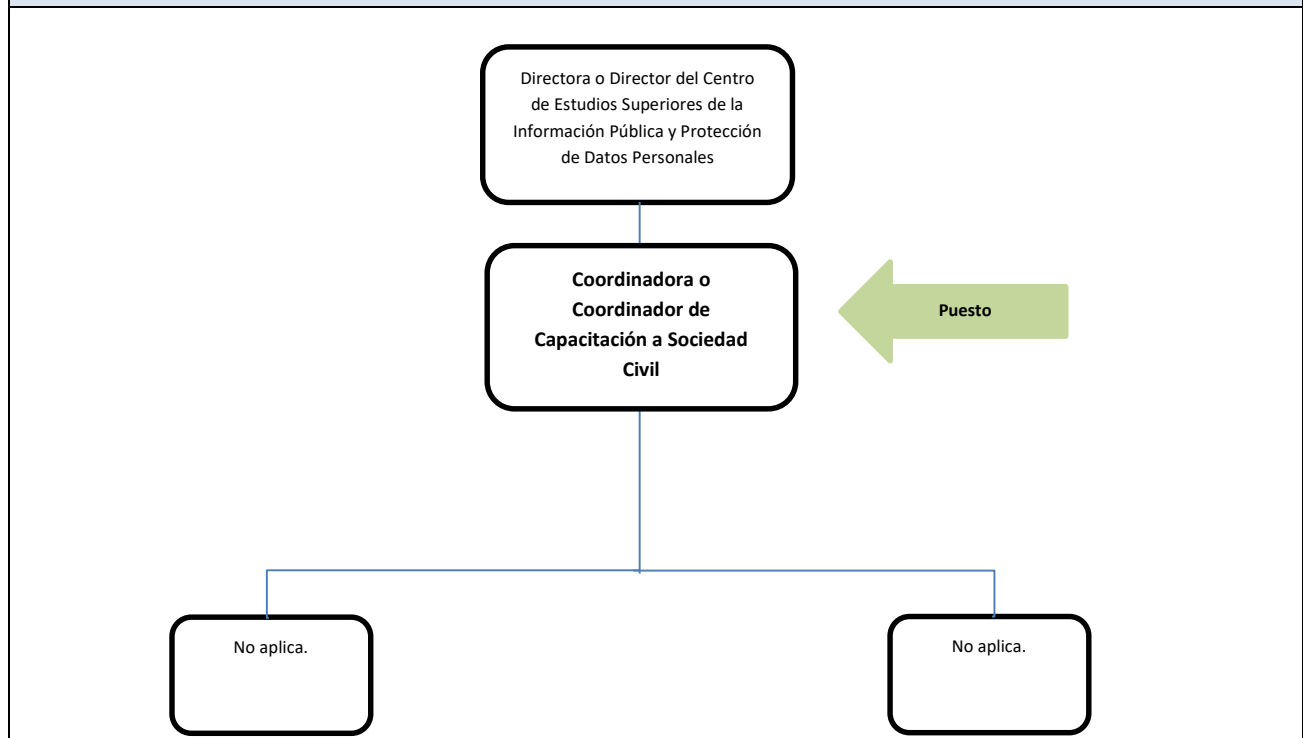 Directora o Director del Centro
de Estudios Superiores de la
Información Pública y Protección
de Datos Personales
Coordinadora o
Coordinador de
Capacitación a Sociedad
Civil
Puesto
No aplica.
No aplica.